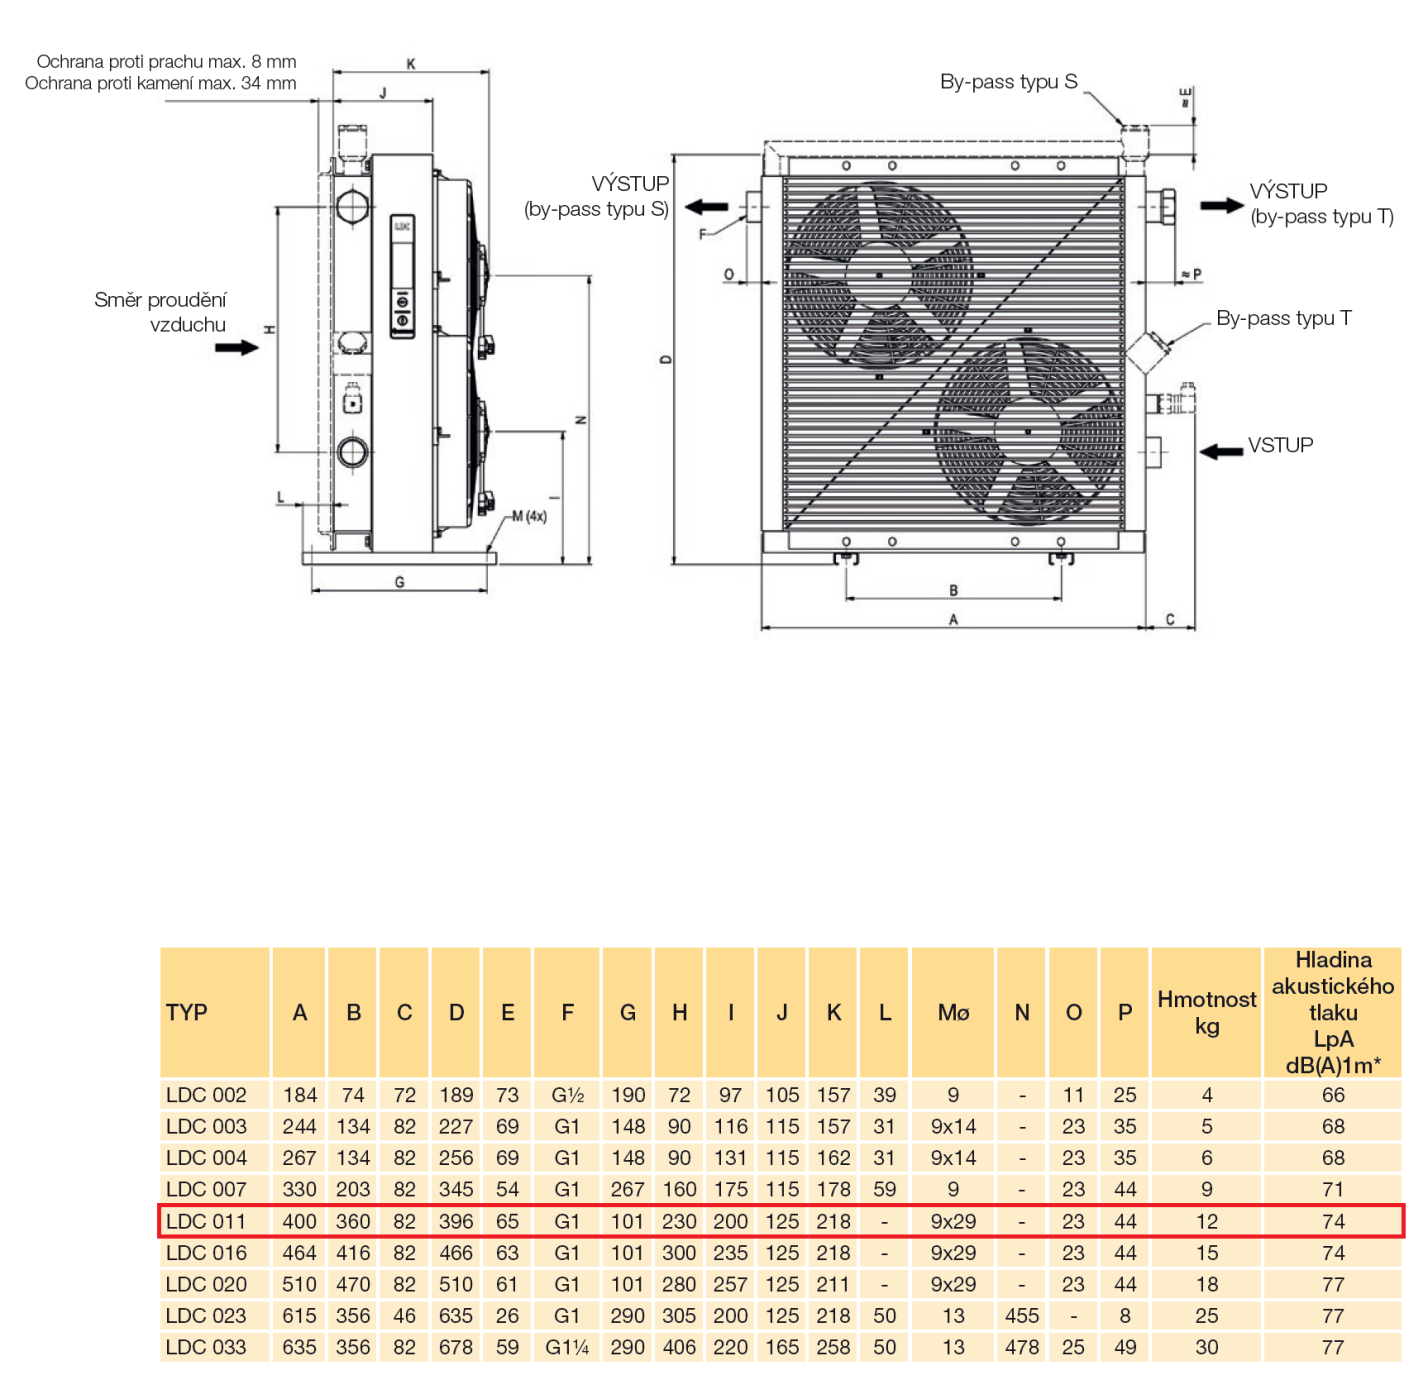 Ochrana proti prachu max. 8 mm
Ochrana proti kamení max. 34 mm
K
J
By-pass typu S
≈ E
VÝSTUP
(by-pass typu S)
VÝSTUP
(by-pass typu T)
LDC
F
O
≈ P
Směr proudění
vzduchu
H
D
By-pass typu T
N
VSTUP
L
I
M (4x)
G
B
A
C
TYP A B C D E F G H I J K L Mø N O P Hmotnost kg Hladina akustického tlaku LpA dB(A)1m*
LDC 002 184 74 72 189 73 G½ 190 72 97 105 157 39 9 - 11 25 4 66
LDC 003 244 134 82 227 69 G1 148 90 116 115 157 31 9x14 - 23 35 5 68
LDC 004 267 134 82 256 69 G1 148 90 131 115 162 31 9x14 - 23 35 6 68
LDC 007 330 203 82 345 54 G1 267 160 175 115 178 59 9 - 23 44 9 71
LDC 011 400 360 82 396 65 G1 101 230 200 125 218 - 9x29 - 23 44 12 74
LDC 016 464 416 82 466 63 G1 101 300 235 125 218 - 9x29 - 23 44 15 74
LDC 020 510 470 82 510 61 G1 101 280 257 125 211 - 9x29 - 23 44 18 77
LDC 023 615 356 46 635 26 G1 290 305 200 125 218 50 13 455 - 8 25 77
LDC 033 635 356 82 678 59 G1¼ 290 406 220 165 258 50 13 478 25 49 30 77